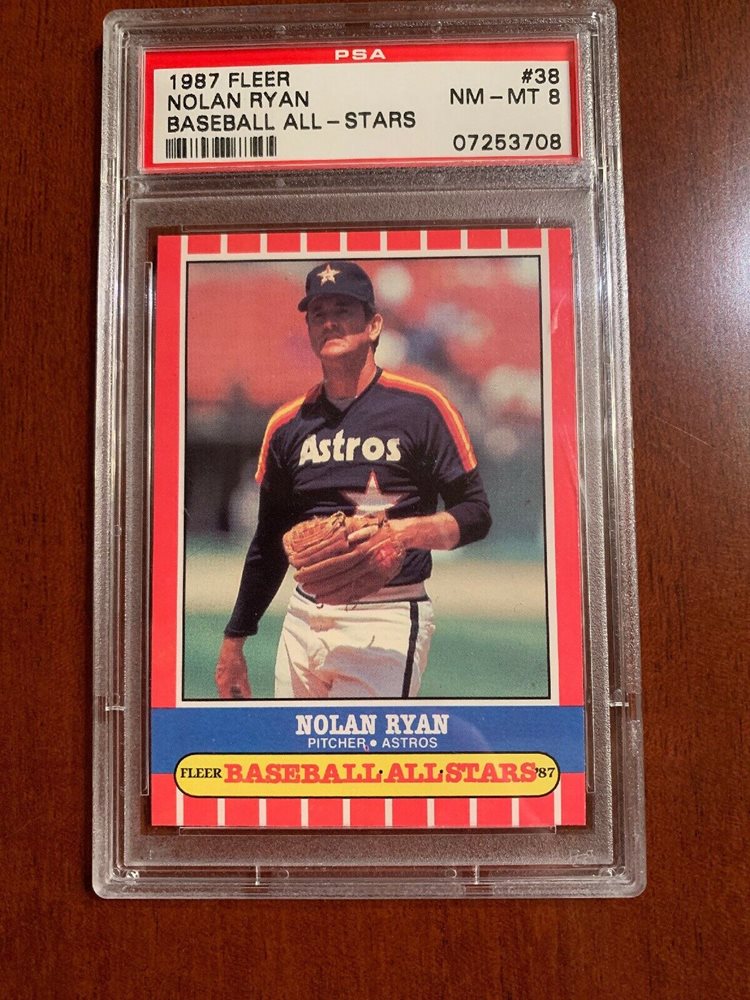 PSA
1987 FLEER #38
NOLAN RYAN NM-MT 8
BASEBALL ALL-STARS
07253708
Astros
NOLAN RYAN
PITCHER • ASTROS
FLEER BASEBALL•ALL•STARS '87